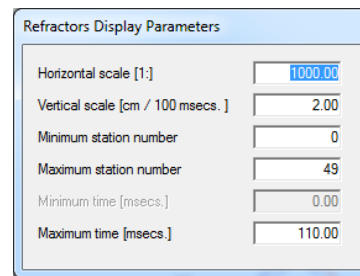 Refractors Display Parameters
Horizontal scale [1:] 1000.00
Vertical scale [cm / 100 msecs. ] 2.00
Minimum station number 0
Maximum station number 49
Minimum time [msecs.] 0.00
Maximum time [msecs.] 110.00